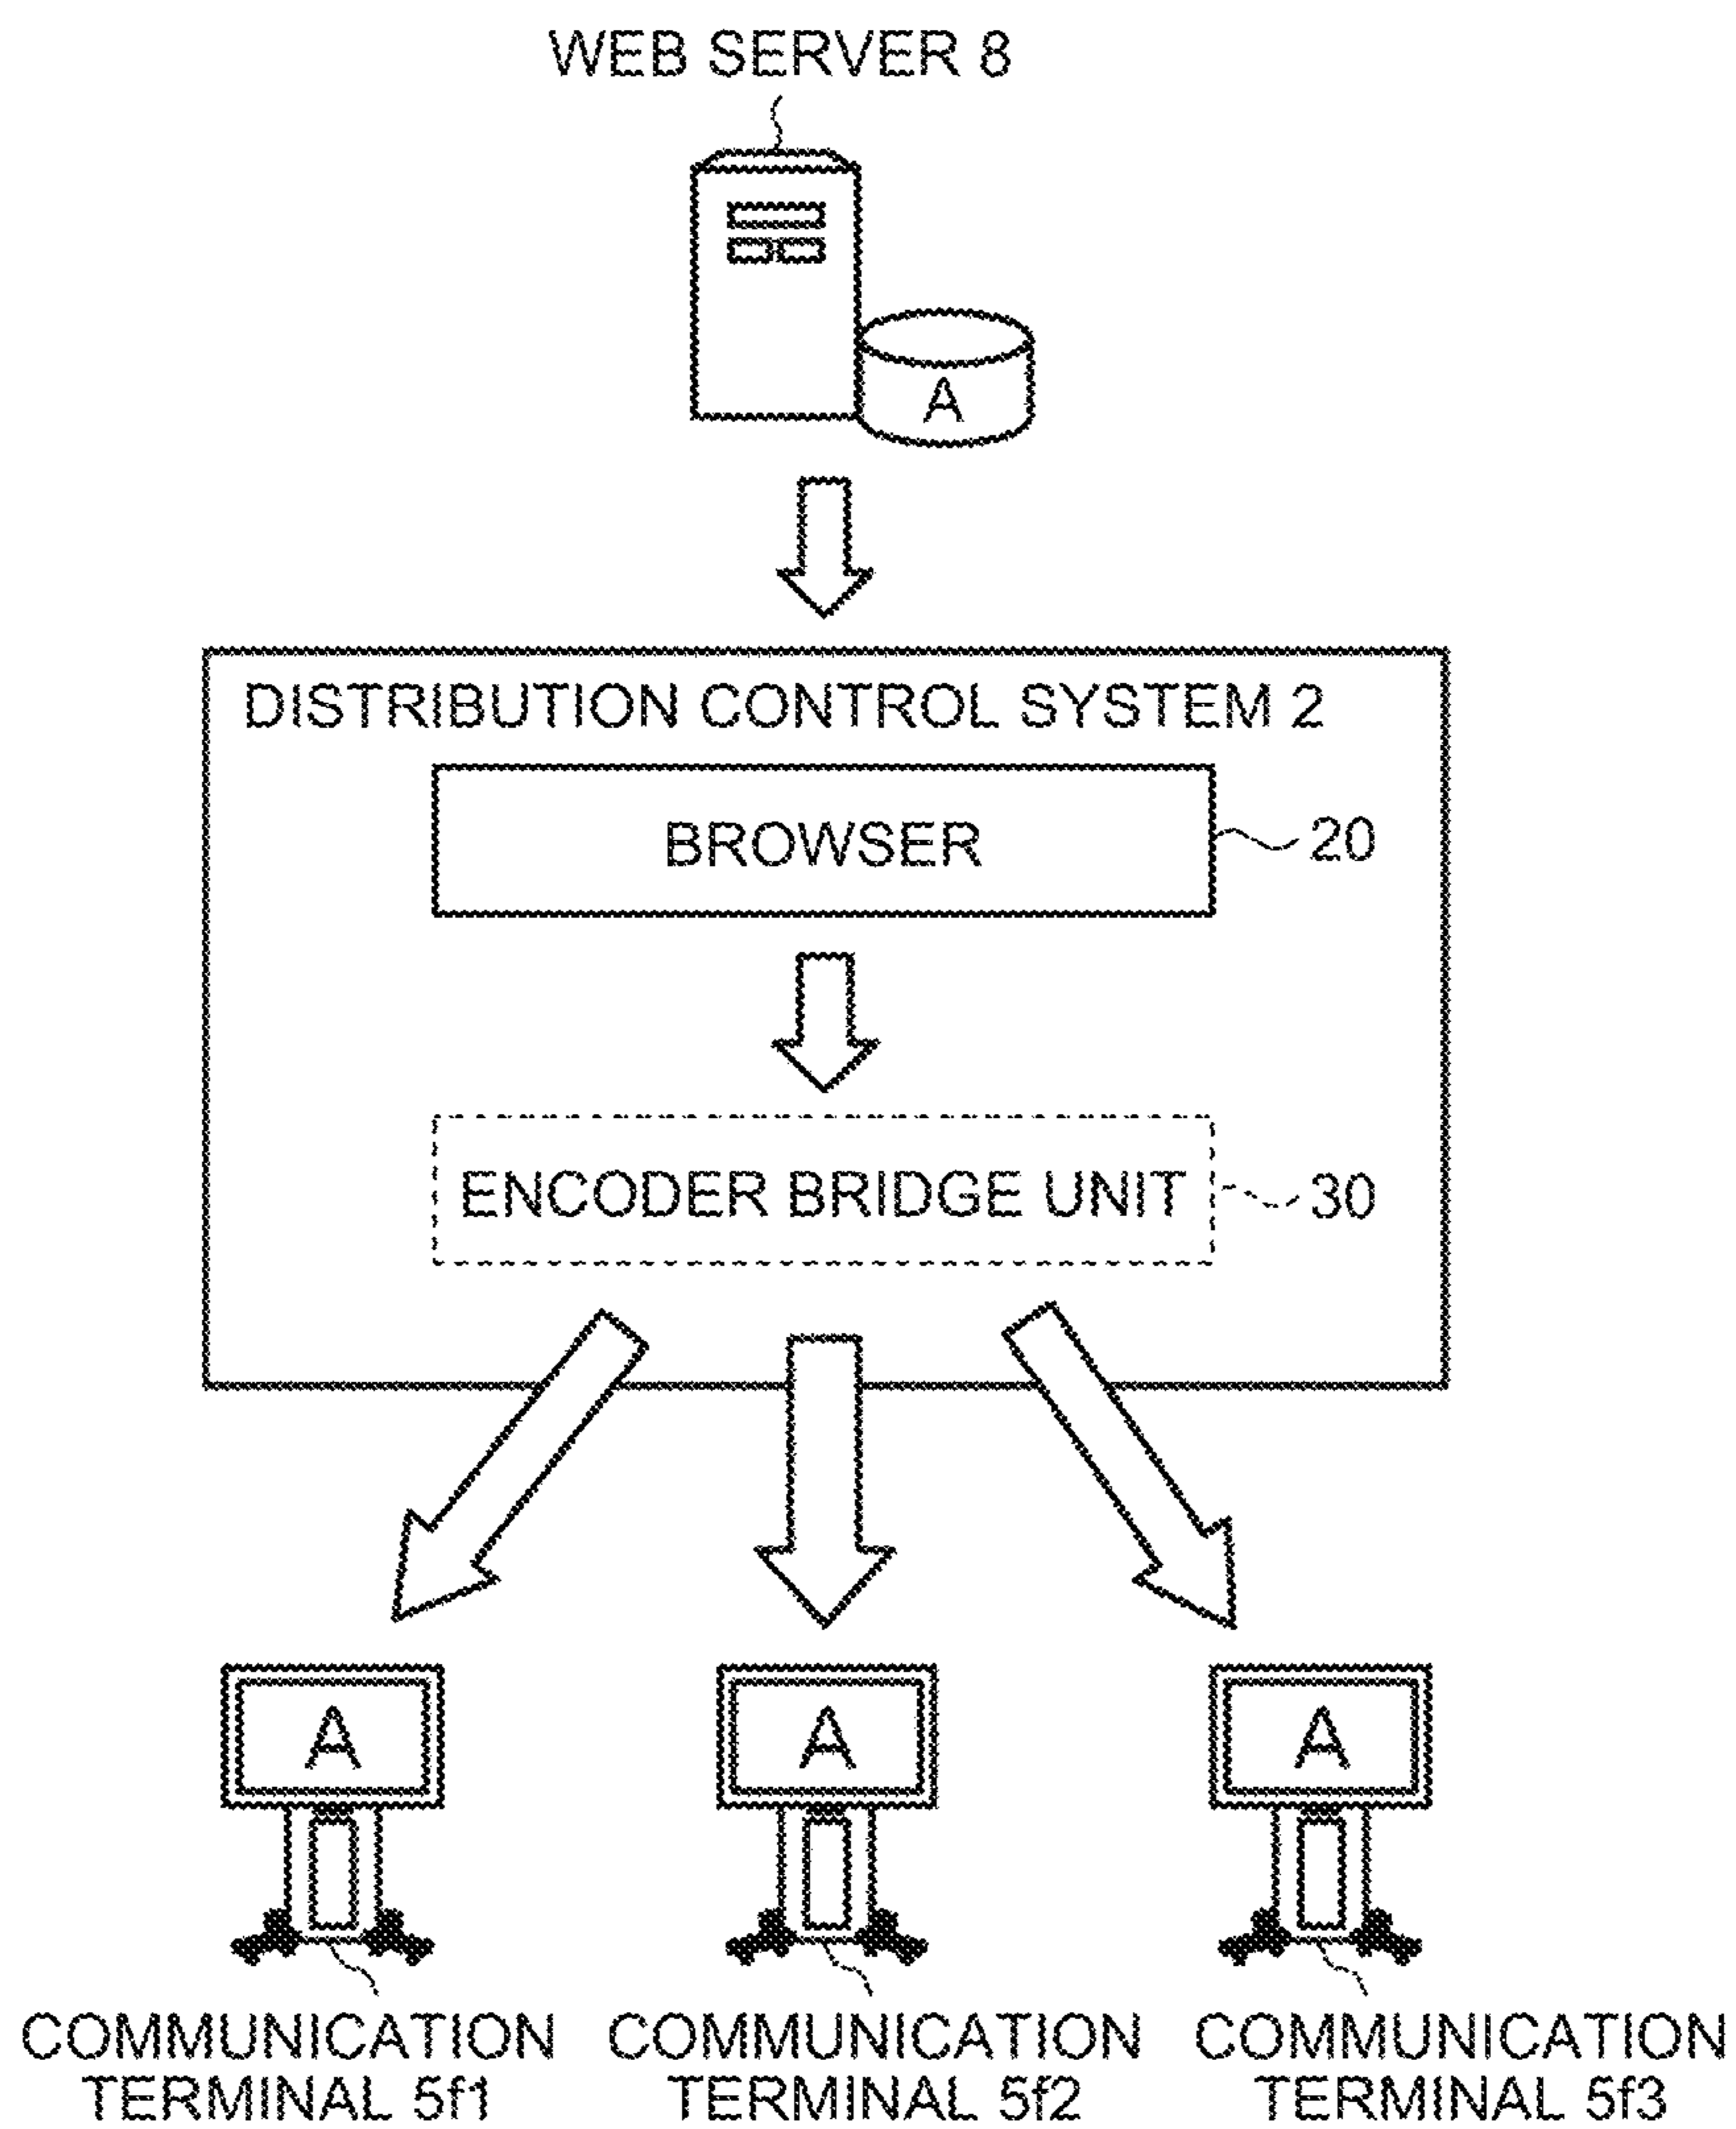 WEB SERVER 8
A
DISTRIBUTION CONTROL SYSTEM 2
BROWSER
20
ENCODER BRIDGE UNIT
30
A
A
A
COMMUNICATION
TERMINAL 5f1
COMMUNICATION
TERMINAL 5f2
COMMUNICATION
TERMINAL 5f3